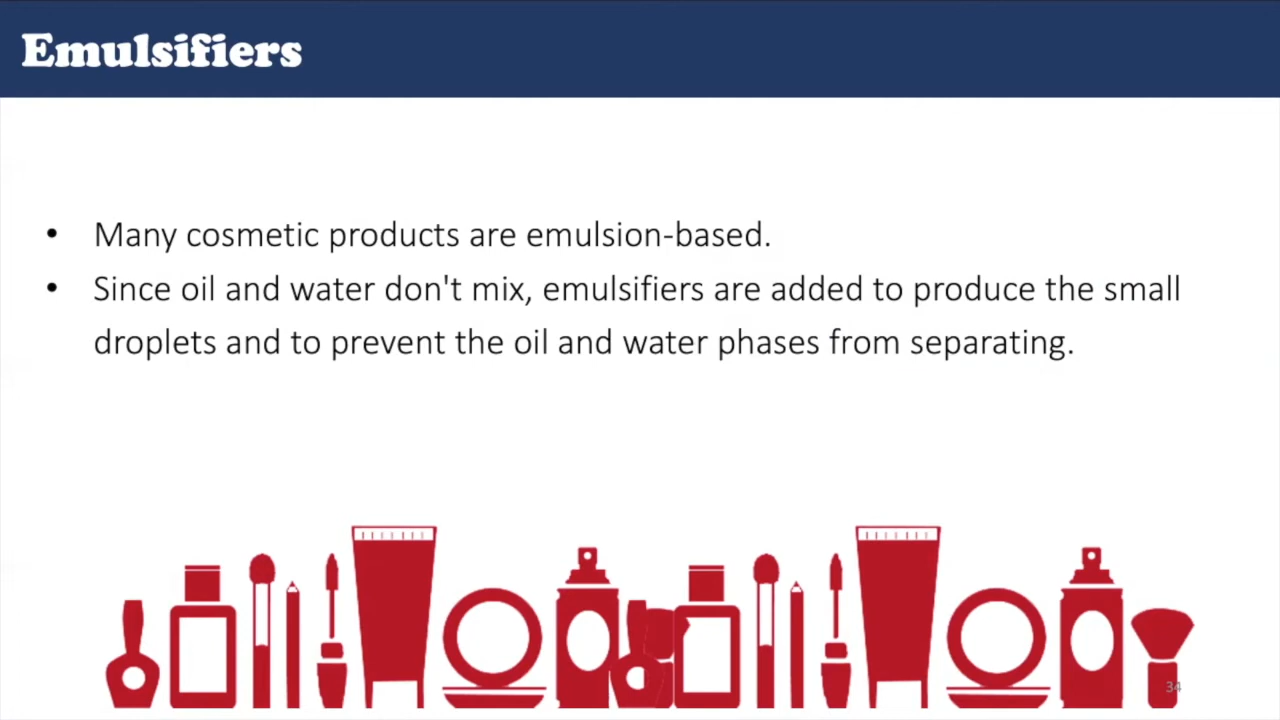 Emulsifiers
• Many cosmetic products are emulsion-based.
• Since oil and water don't mix, emulsifiers are added to produce the small
droplets and to prevent the oil and water phases from separating.
34